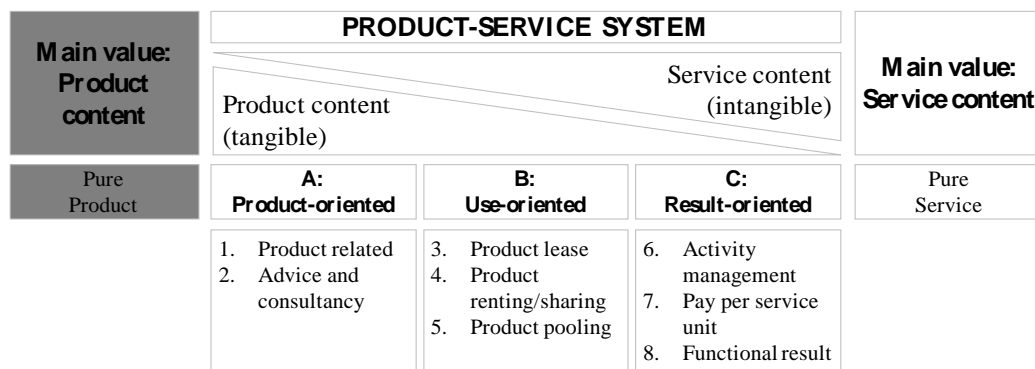 Main value:
Product
content
PRODUCT-SERVICE SYSTEM
Service content
(intangible)
Product content
(tangible)
Main value:
Service content
Pure
Product
A:
Product-oriented
B:
Use-oriented
C:
Result-oriented
Pure
Service
1. Product related
2. Advice and
consultancy
3. Product lease
4. Product
renting/sharing
5. Product pooling
6. Activity
management
7. Pay per service
unit
8. Functional result